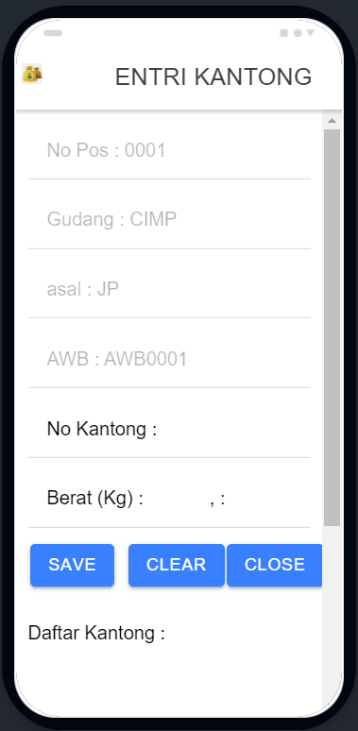 ENTRI KANTONG
No Pos : 0001
Gudang : CIMP
asal : JP
AWB : AWB0001
No Kantong :
Berat (Kg) : , :
SAVE CLEAR CLOSE
Daftar Kantong :